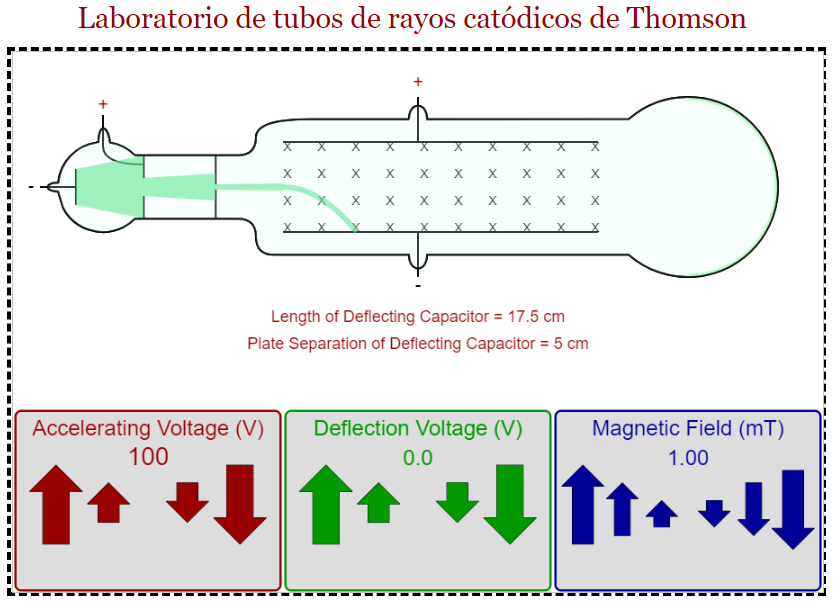 Laboratorio de tubos de rayos catódicos de Thomson
+
+
-
X X X X X X X X X X
X X X X X X X X X X
X X X X X X X X X X
X X X X X X X X X X
-
Length of Deflecting Capacitor = 17.5 cm
Plate Separation of Deflecting Capacitor = 5 cm
Accelerating Voltage (V)
100
Deflection Voltage (V)
0.0
Magnetic Field (mT)
1.00